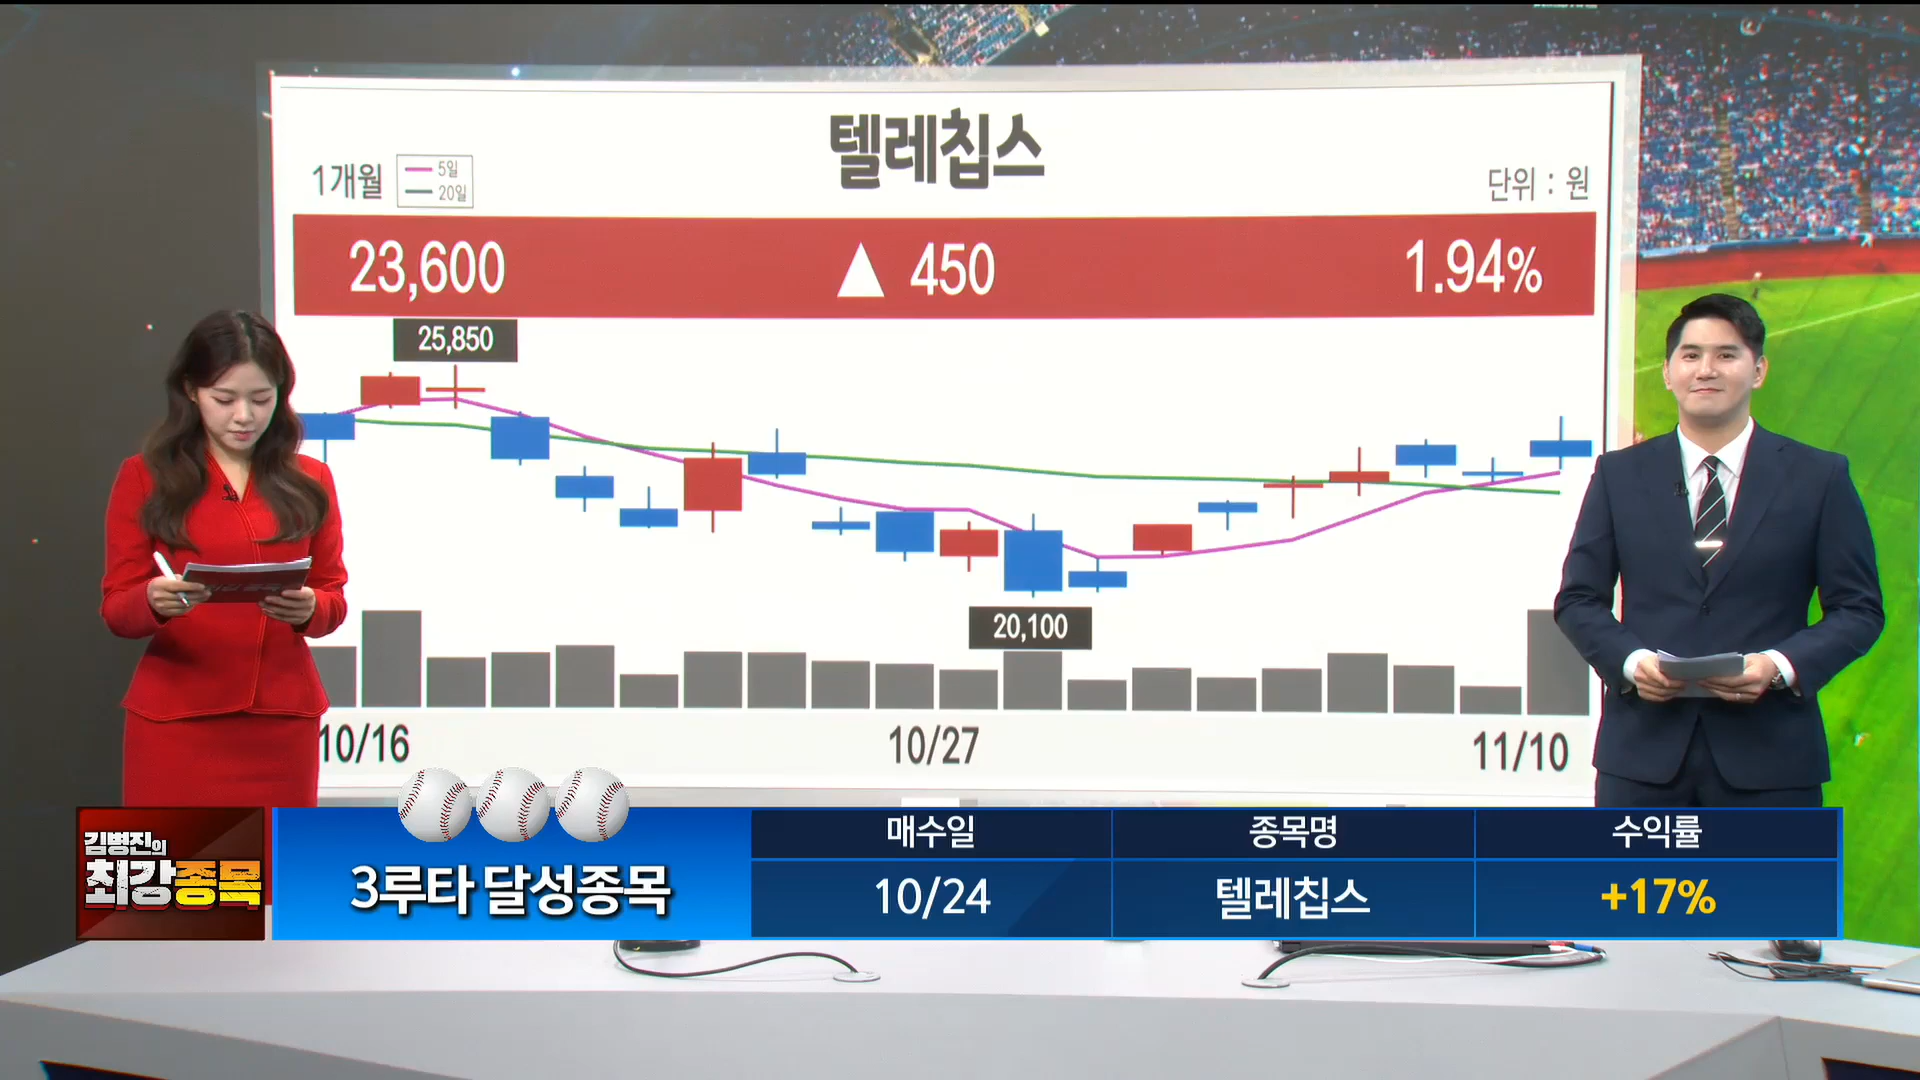 텔레칩스
1개월
5일
20일
단위 : 원
23,600 ▲ 450 1.94%
25,850
20,100
10/16 10/27 11/10
김병진의
최강종목
3루타 달성종목
매수일 종목명 수익률
10/24 텔레칩스 +17%